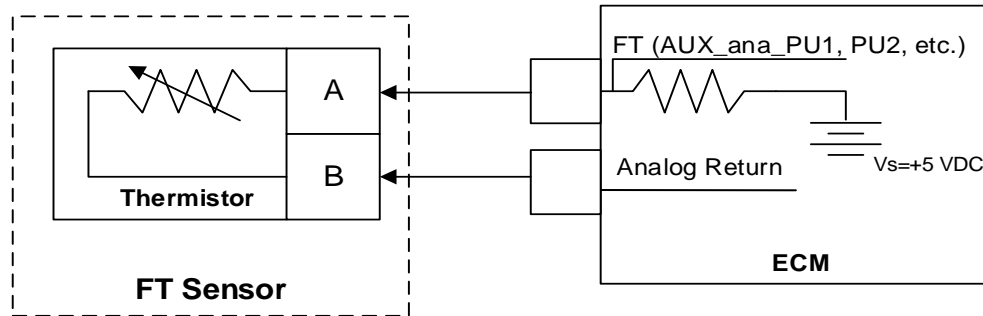 FT (AUX_ana_PU1, PU2, etc.)
A
B
Thermistor
FT Sensor
Analog Return
Vs=+5 VDC
ECM